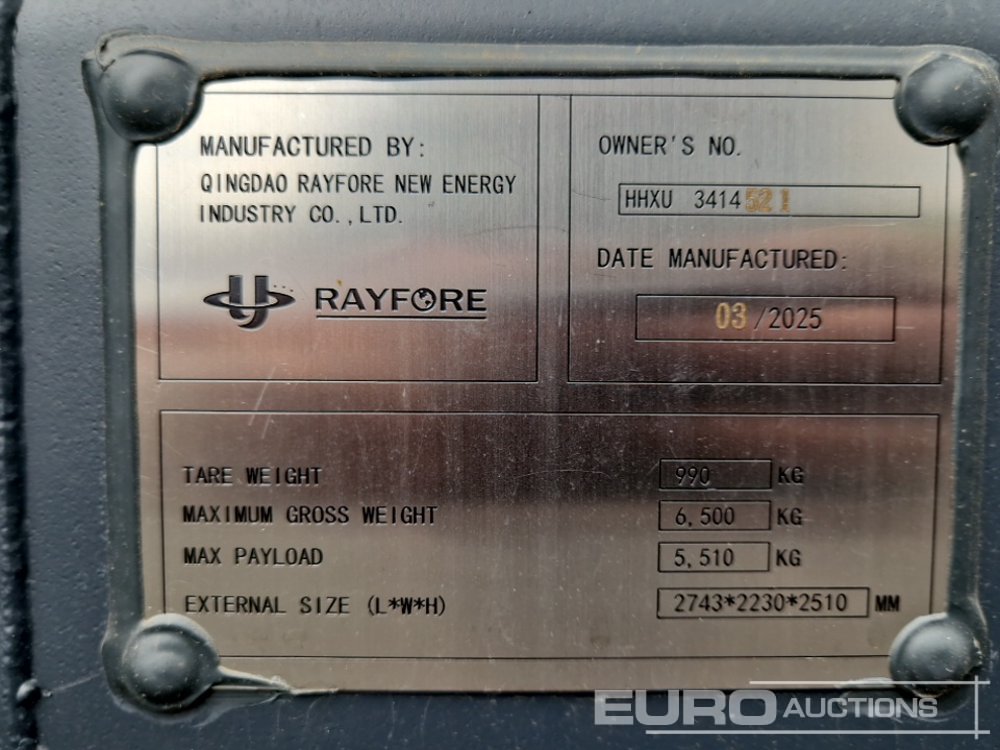 MANUFACTURED BY:
QINGDAO RAYFORE NEW ENERGY
INDUSTRY CO.,LTD.
RAYFORE
OWNER'S NO.
HHXU 3414521
DATE MANUFACTURED:
03/2025
TARE WEIGHT 990 KG
MAXIMUM GROSS WEIGHT 6,500 KG
MAX PAYLOAD 5,510 KG
EXTERNAL SIZE (L*W*H) 2743*2230*2510 MM
EURO AUCTIONS